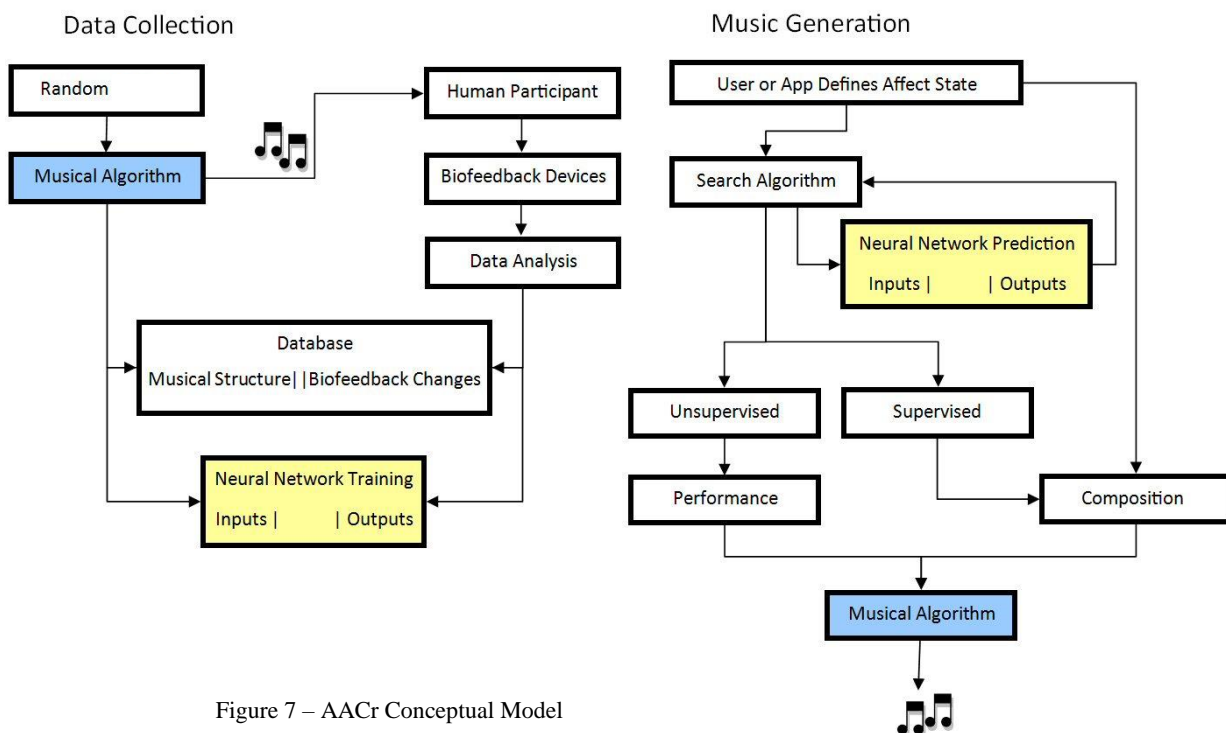 Data Collection
Random
Musical Algorithm
Human Participant
Biofeedback Devices
Data Analysis
Database
Musical Structure| |Biofeedback Changes
Neural Network Training
Inputs | | Outputs
Music Generation
User or App Defines Affect State
Search Algorithm
Neural Network Prediction
Inputs | | Outputs
Unsupervised
Supervised
Performance
Composition
Musical Algorithm
Figure 7 – AACr Conceptual Model